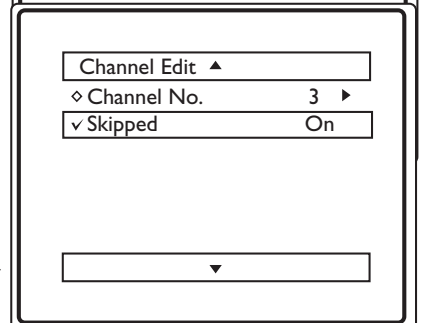 Channel Edit ▲
◇ Channel No. 3 ▶
✓ Skipped On
▼